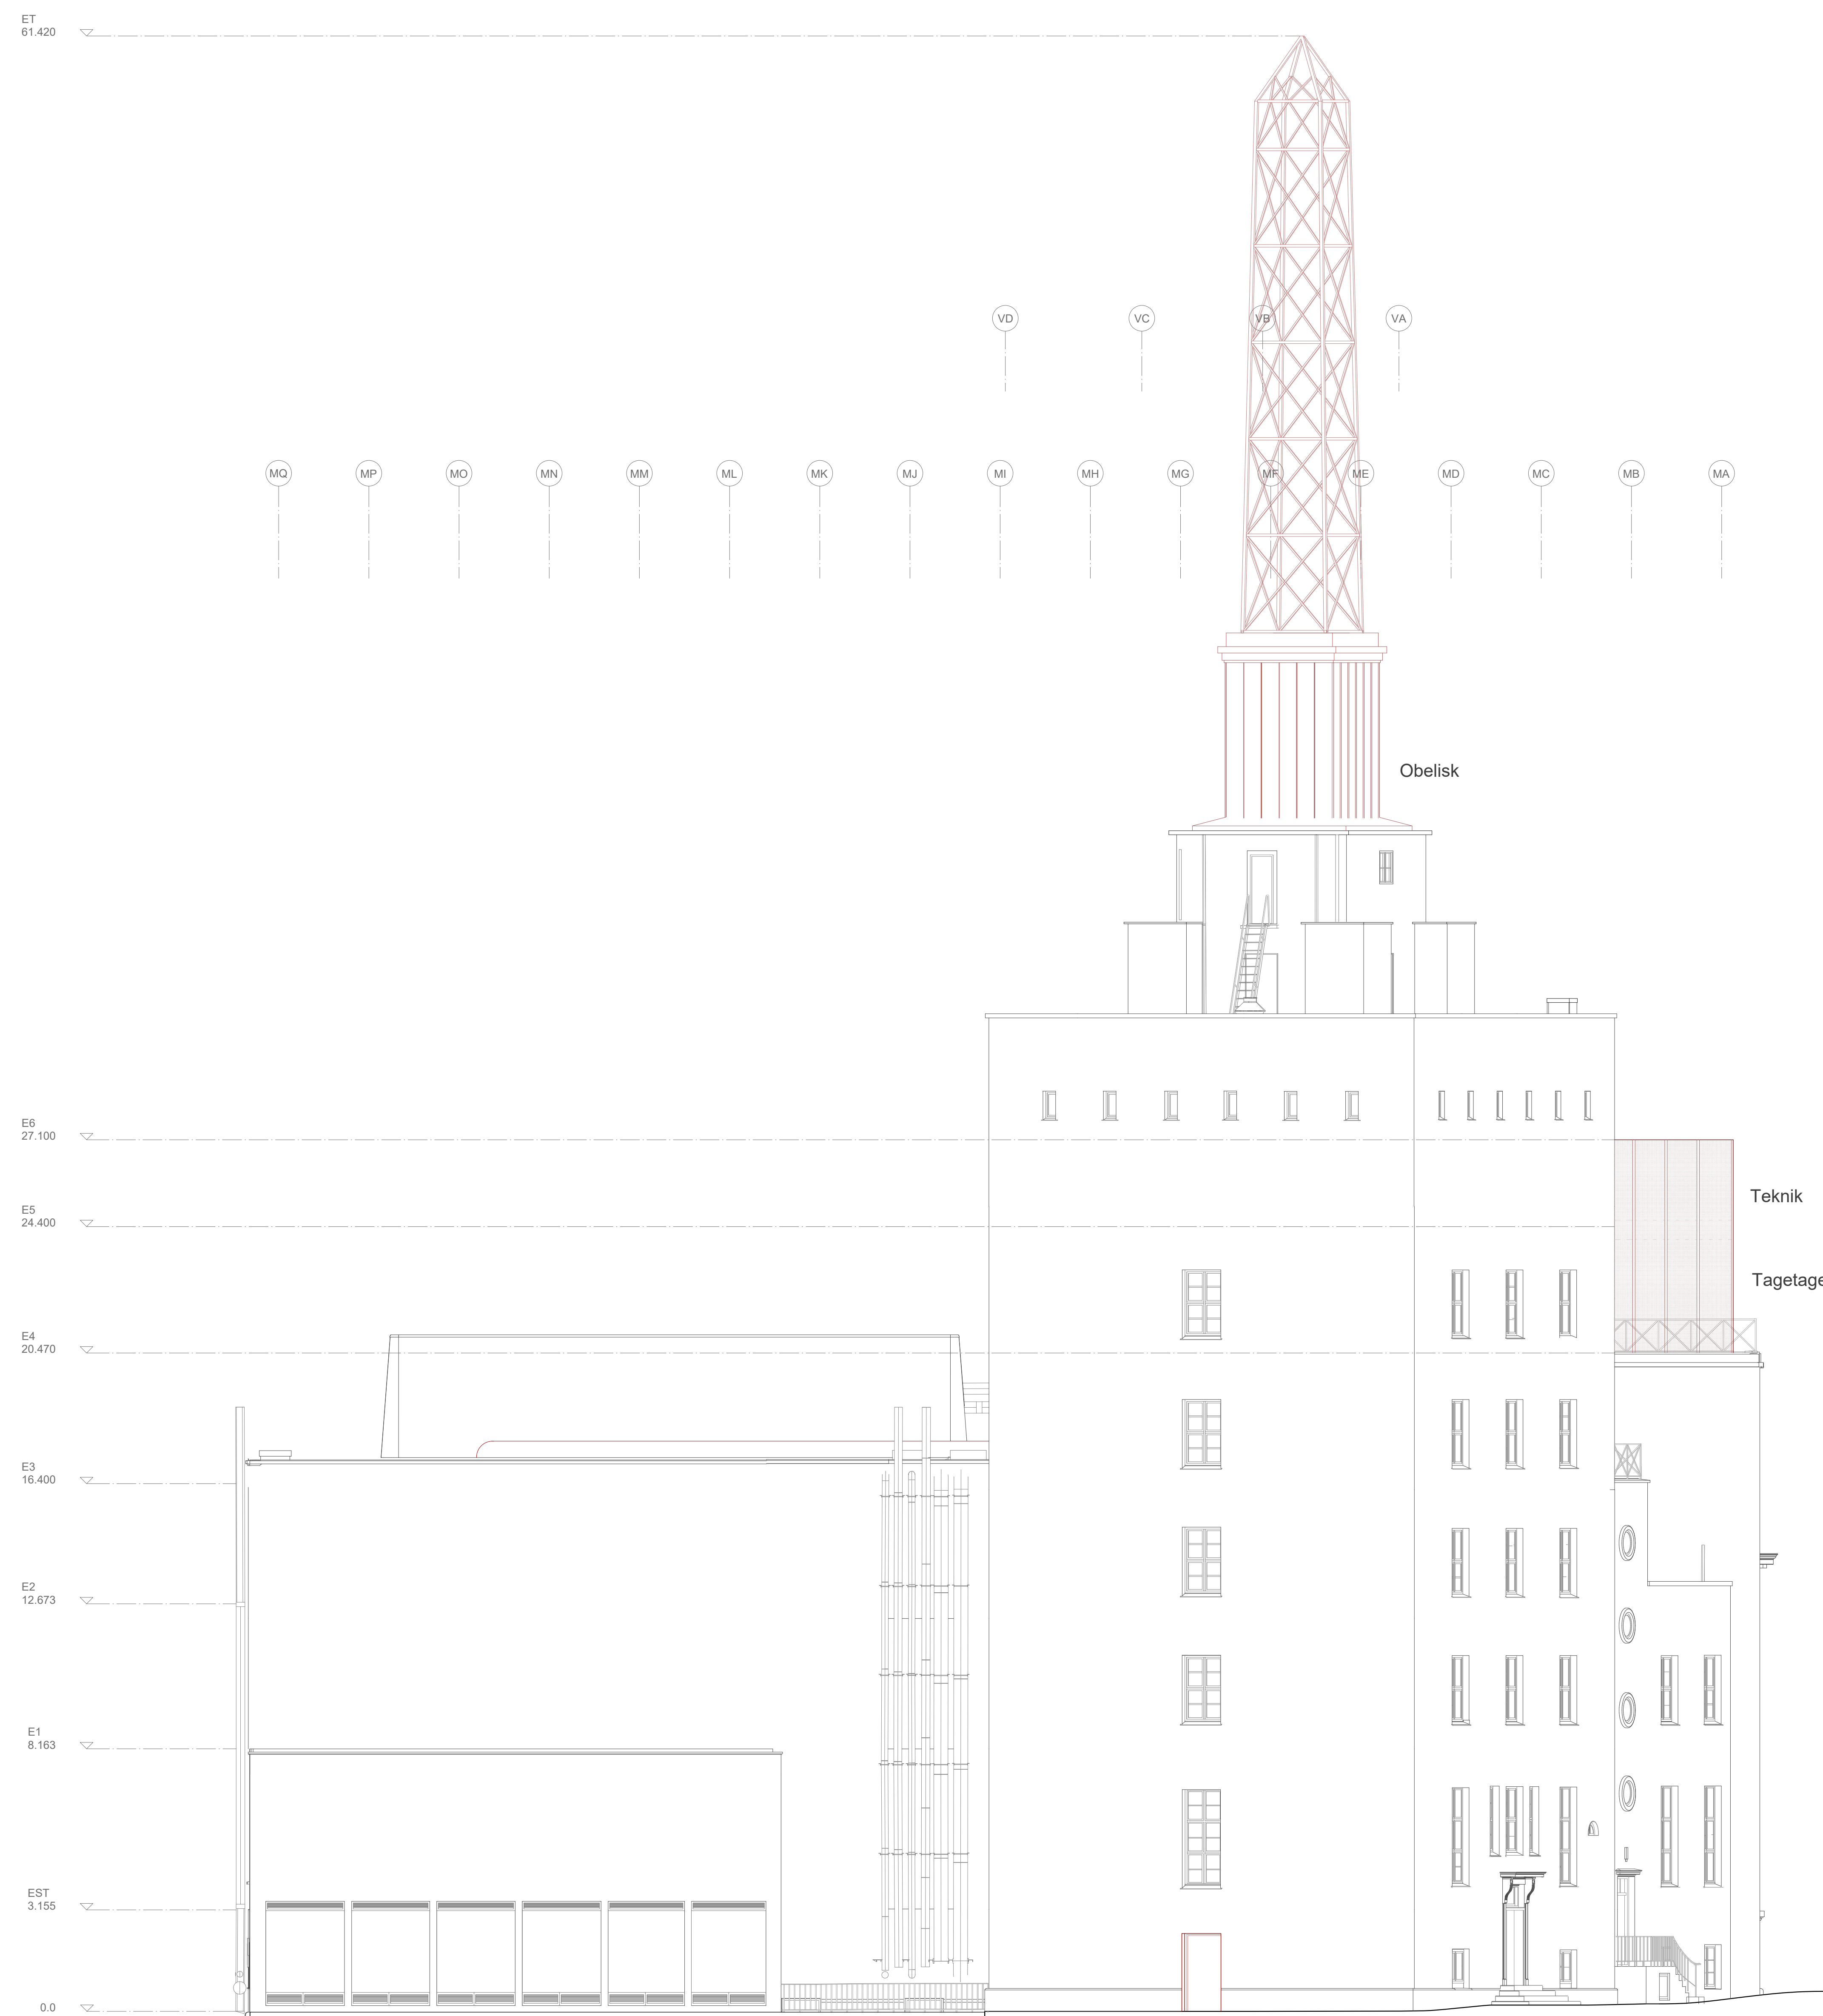 ET
61.420
VD VC VB VA
MQ MP MO MN MM ML MK MJ MI MH MG MF ME MD MC MB MA
Obelisk
E6
27.100
Teknik
E5
24.400
Tagetage
E4
20.470
E3
16.400
E2
12.673
E1
8.163
EST
3.155
0.0